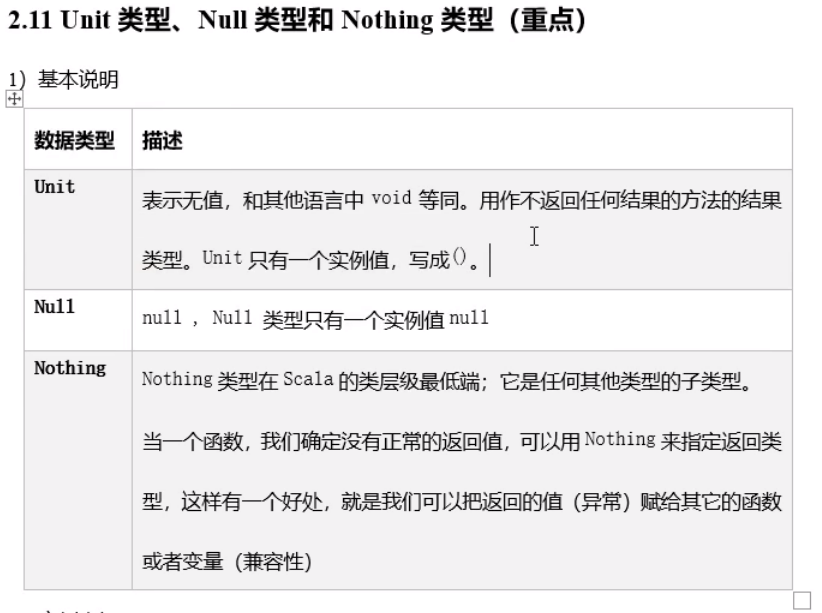 2.11 Unit 类型、Null 类型和 Nothing 类型（重点）
1）基本说明
数据类型 描述
Unit
表示无值，和其他语言中 void 等同。用作不返回任何结果的方法的结果
类型。Unit 只有一个实例值，写成()。
Null
null , Null 类型只有一个实例值 null
Nothing
Nothing 类型在 Scala 的类层级最低端；它是任何其他类型的子类型。
当一个函数，我们确定没有正常的返回值，可以用 Nothing 来指定返回类
型，这样有一个好处，就是我们可以把返回的值（异常）赋给其它的函数
或者变量（兼容性）